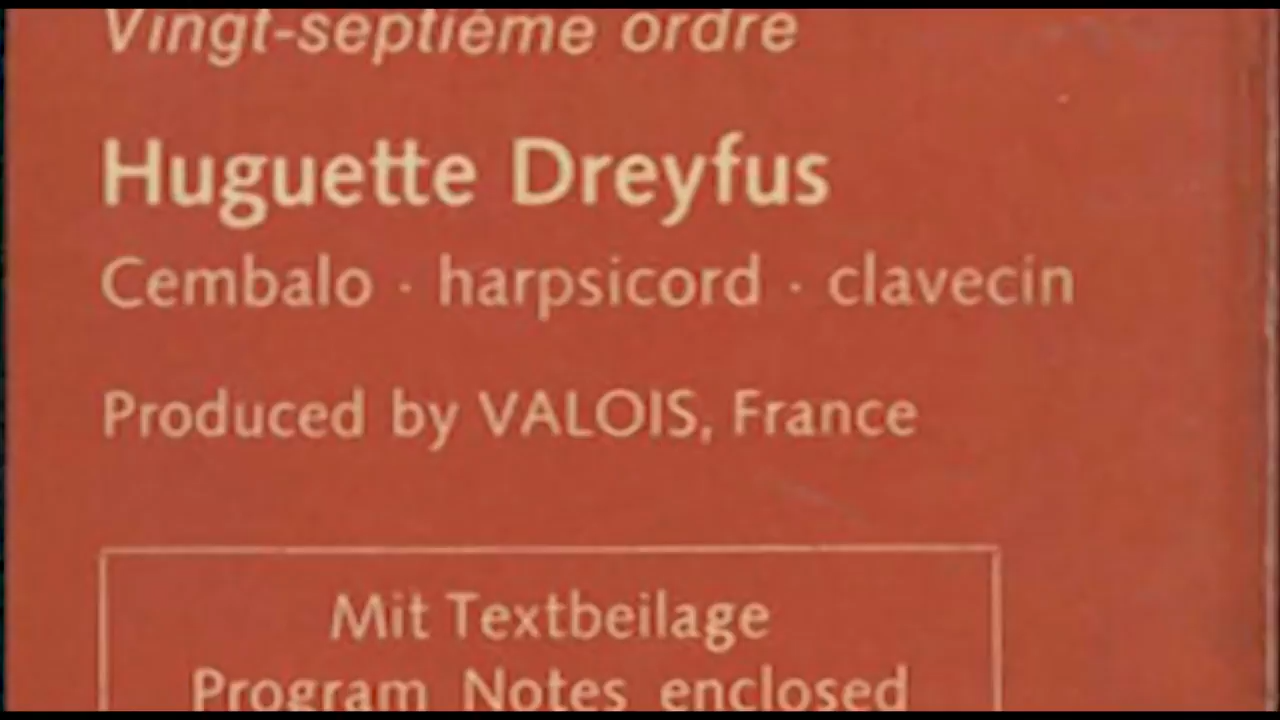 Vingt-septième ordre
Huguette Dreyfus
Cembalo · harpsicord · clavecin
Produced by VALOIS, France
Mit Textbeilage
Program Notes enclosed